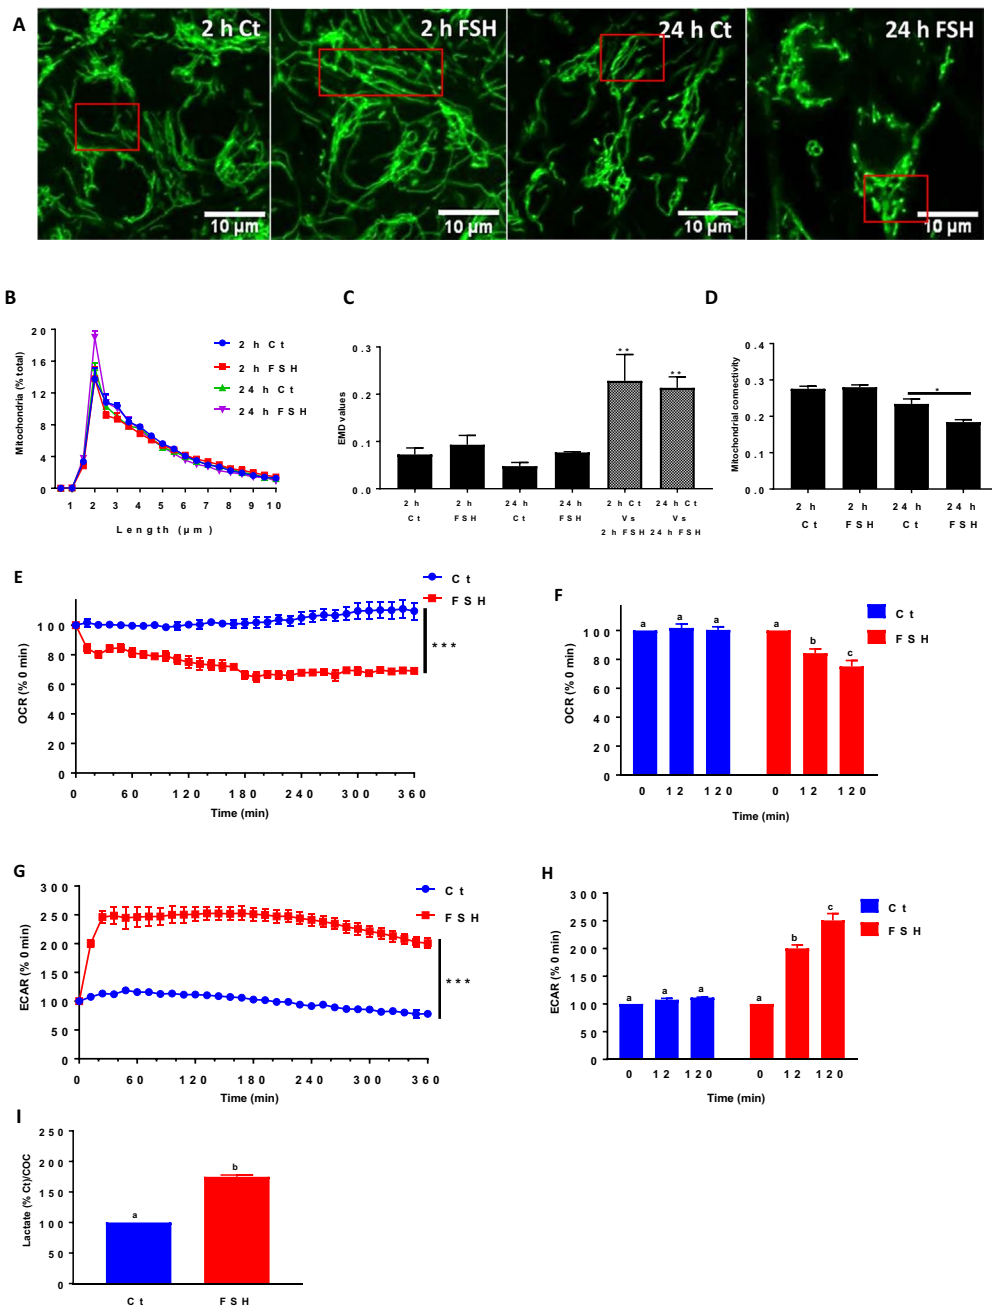 A
2 h Ct
2 h FSH
24 h Ct
24 h FSH
10 µm
10 µm
10 µm
10 µm
B
Mitochondria (% total)
20
16
12
8
4
0
1 2 3 4 5 6 7 8 9 10
Length (µm)
2 h Ct
2 h FSH
24 h Ct
24 h FSH
C
EMD values
0.3
0.2
0.1
0.0
**
**
2 h Ct
2 h FSH
24 h Ct
24 h FSH
2 h Ct Vs 2 h FSH
24 h Ct Vs 24 h FSH
D
Mitochondrial connectivity
0.4
0.3
0.2
0.1
0.0
*
2 h Ct
2 h FSH
24 h Ct
24 h FSH
E
OCR (% 0 min)
100
80
60
40
20
0
0 60 120 180 240 300 360
Time (min)
Ct
FSH
***
F
OCR (% 0 min)
100
80
60
40
20
0
a a a a b c
0 12 120 0 12 120
Time (min)
Ct
FSH
G
ECAR (% 0 min)
300
250
200
150
100
50
0
0 60 120 180 240 300 360
Time (min)
Ct
FSH
***
H
ECAR (% 0 min)
300
250
200
150
100
50
0
a a a a b c
0 12 120 0 12 120
Time (min)
Ct
FSH
I
Lactate (% Ct)/COC
250
200
150
100
50
0
a b
Ct FSH